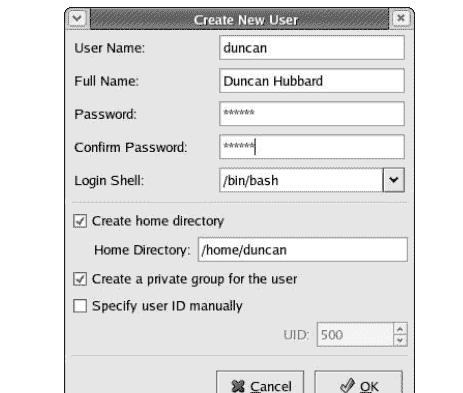 Create New User
User Name: duncan
Full Name: Duncan Hubbard
Password: ******
Confirm Password: ******
Login Shell: /bin/bash
Create home directory
Home Directory: /home/duncan
Create a private group for the user
Specify user ID manually
UID: 500
Cancel OK